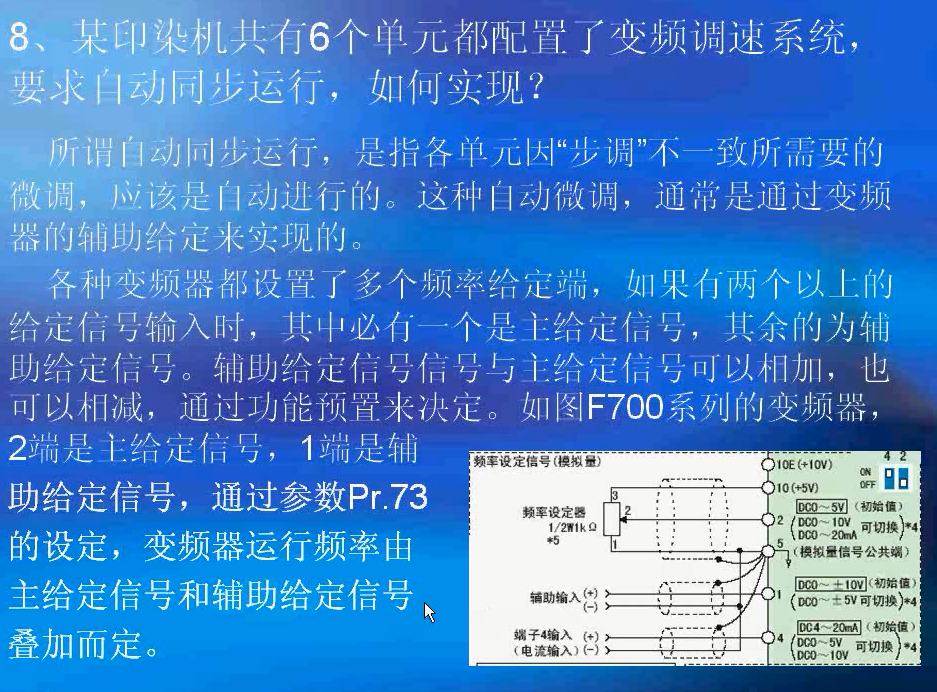 8、某印染机共有6个单元都配置了变频调速系统，
要求自动同步运行，如何实现？
所谓自动同步运行，是指各单元因“步调”不一致所需要的
微调，应该是自动进行的。这种自动微调，通常是通过变频
器的辅助给定来实现的。
各种变频器都设置了多个频率给定端，如果有两个以上的
给定信号输入时，其中必有一个是主给定信号，其余的为辅
助给定信号。辅助给定信号信号与主给定信号可以相加，也
可以相减，通过功能预置来决定。如图F700系列的变频器，
2端是主给定信号，1端是辅
助给定信号，通过参数Pr.73
的设定，变频器运行频率由
主给定信号和辅助给定信号
叠加而定。
频率设定信号(模拟量)
频率设定器
1/2W1kΩ
*5
3
2
1
辅助输入 (+)
(-)
端子4输入 (+)
(电流输入) (-)
10E(+10V)
10(+5V)
4 2
ON
OFF
2
DC0～5V (初始值)
DC0～10V
DC0～20mA 可切换 *4
5
(模拟量信号公共端)
1
DC0～±10V (初始值)
(DC0～±5V可切换)*4
4
DC4～20mA (初始值)
DC0～5V
DC0～10V 可切换 *4